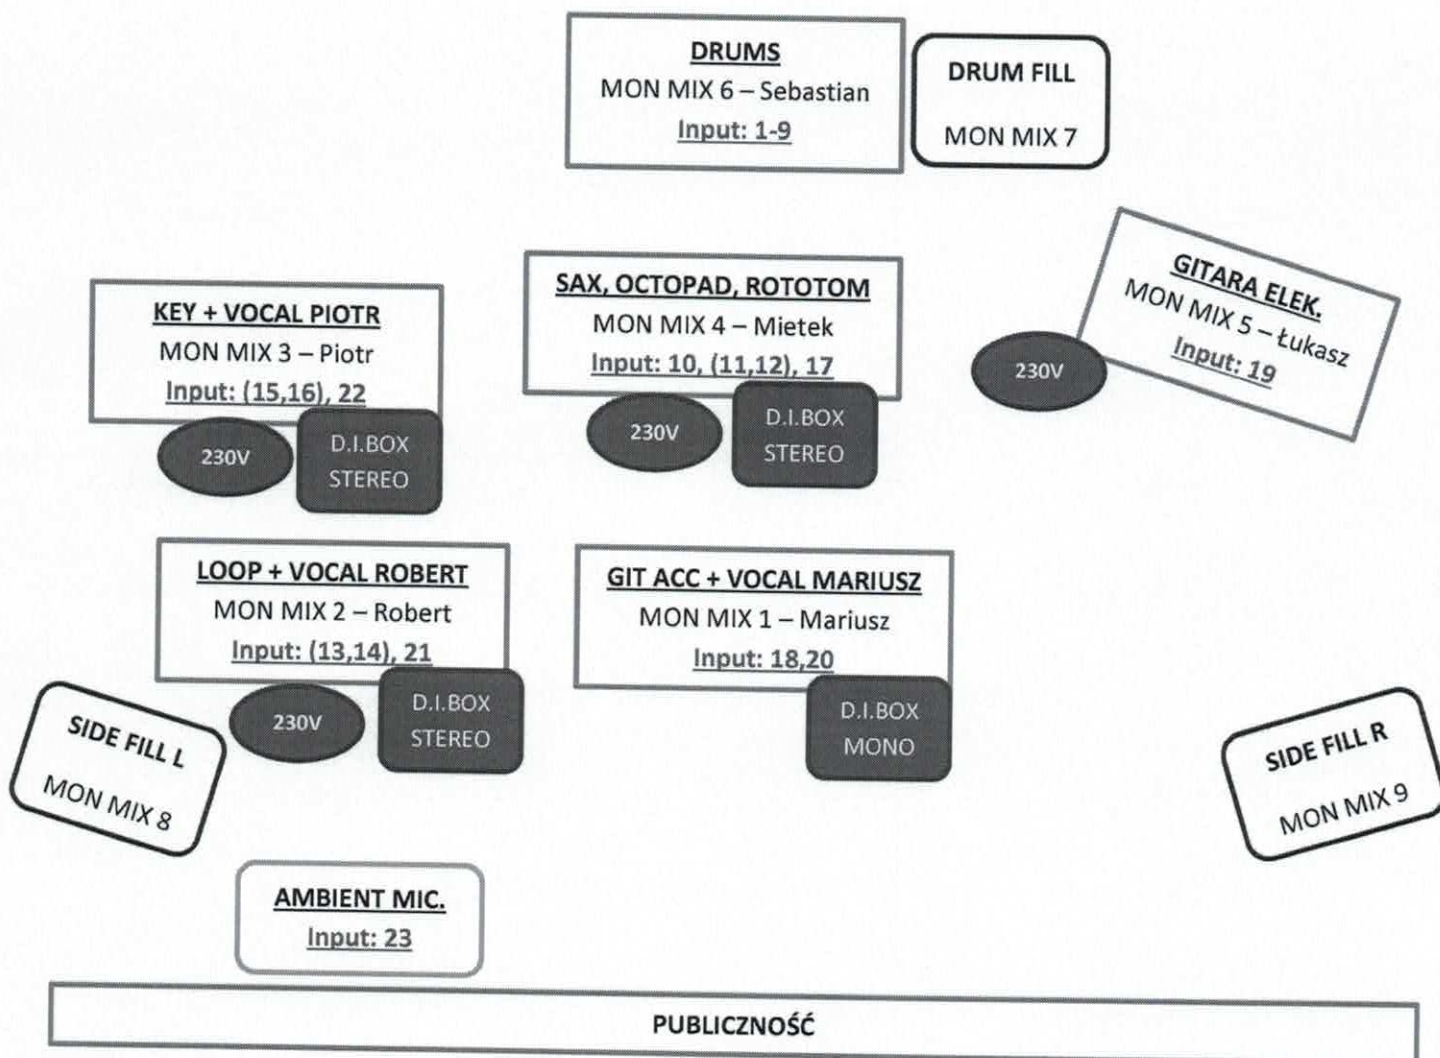 DRUMS
MON MIX 6 – Sebastian
Input: 1-9
DRUM FILL
MON MIX 7
GITARA ELEK.
MON MIX 5 – Łukasz
Input: 19
230V
KEY + VOCAL PIOTR
MON MIX 3 – Piotr
Input: (15,16), 22
230V
D.I.BOX
STEREO
SAX, OCTOPAD, ROTOTOM
MON MIX 4 – Mietek
Input: 10, (11,12), 17
230V
D.I.BOX
STEREO
LOOP + VOCAL ROBERT
MON MIX 2 – Robert
Input: (13,14), 21
230V
D.I.BOX
STEREO
GIT ACC + VOCAL MARIUSZ
MON MIX 1 – Mariusz
Input: 18,20
D.I.BOX
MONO
SIDE FILL L
MON MIX 8
SIDE FILL R
MON MIX 9
AMBIENT MIC.
Input: 23
PUBLICZNOŚĆ